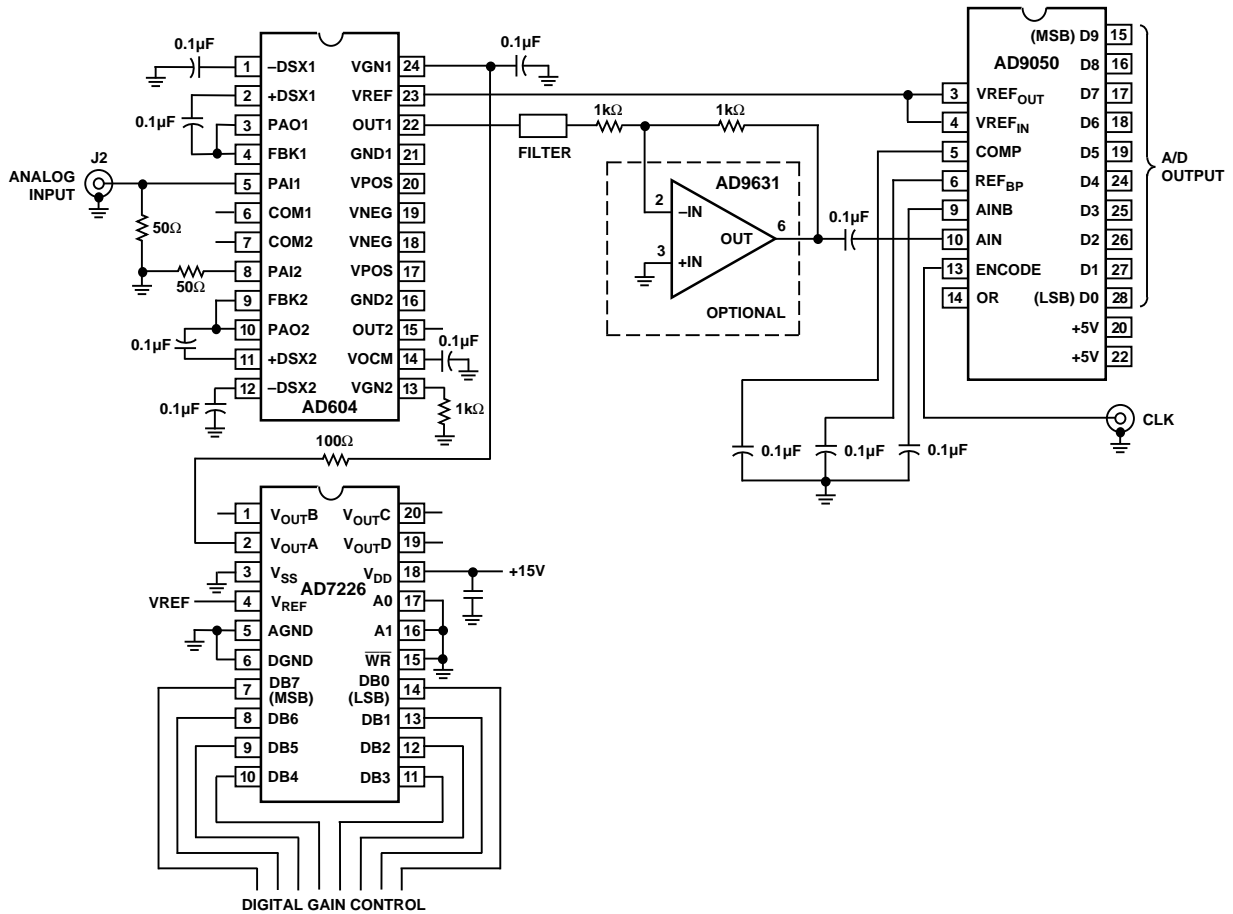 0.1µF
1 –DSX1
2 +DSX1
0.1µF
3 PAO1
4 FBK1
J2
ANALOG
INPUT
5 PAI1
6 COM1
50Ω
7 COM2
8 PAI2
50Ω
9 FBK2
10 PAO2
0.1µF
11 +DSX2
12 –DSX2
0.1µF
VGN1 24
0.1µF
VREF 23
OUT1 22
GND1 21
VPOS 20
VNEG 19
VNEG 18
VPOS 17
GND2 16
OUT2 15
VOCM 14
0.1µF
VGN2 13
1kΩ
AD604
FILTER
1kΩ
1kΩ
AD9631
2 –IN
3 +IN
OUT 6
OPTIONAL
0.1µF
AD9050
3 VREFOUT
4 VREFIN
5 COMP
6 REFBP
9 AINB
10 AIN
13 ENCODE
14 OR
(MSB) D9 15
D8 16
D7 17
D6 18
D5 19
D4 24
D3 25
D2 26
D1 27
(LSB) D0 28
+5V 20
+5V 22
A/D
OUTPUT
CLK
0.1µF
0.1µF
0.1µF
100Ω
1 VOUTB
2 VOUTA
3 VSS
VREF
4 VREF
5 AGND
6 DGND
7 DB7
(MSB)
8 DB6
9 DB5
10 DB4
AD7226
VOUTC 20
VOUTD 19
VDD 18
+15V
A0 17
A1 16
WR 15
DB0 14
(LSB)
DB1 13
DB2 12
DB3 11
DIGITAL GAIN CONTROL